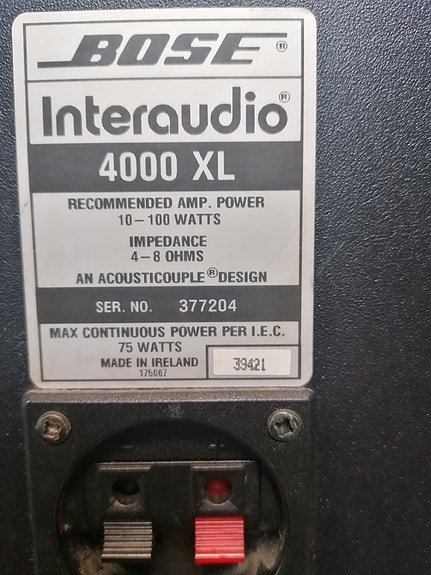 BOSE®
Interaudio®
4000 XL
RECOMMENDED AMP. POWER
10-100 WATTS
IMPEDANCE
4-8 OHMS
AN ACOUSTICOUPLE® DESIGN
SER. NO. 377204
MAX CONTINUOUS POWER PER I.E.C.
75 WATTS
MADE IN IRELAND 39421
175067